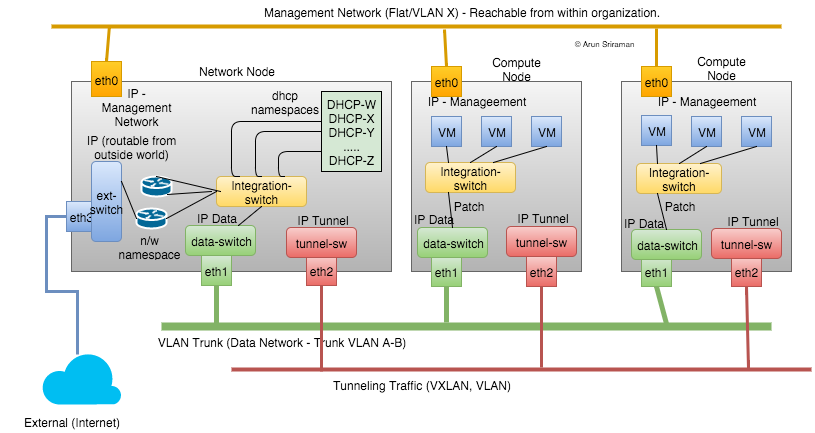 Management Network (Flat/VLAN X) - Reachable from within organization.
© Arun Sriraman
Network Node
Compute
Node
Compute
Node
eth0
eth0
eth0
IP -
Management
Network
dhcp
namespaces
DHCP-W
DHCP-X
DHCP-Y
.....
DHCP-Z
IP - Manageement
IP - Manageement
VM
VM
VM
VM
VM
VM
IP (routable from
outside world)
ext-
switch
eth3
Integration-
switch
Integration-
switch
Integration-
switch
n/w
namespace
Patch
Patch
IP Data
IP Tunnel
IP Data
IP Tunnel
IP Data
IP Tunnel
data-switch
tunnel-sw
data-switch
tunnel-sw
data-switch
tunnel-sw
eth1
eth2
eth1
eth2
eth1
eth2
VLAN Trunk (Data Network - Trunk VLAN A-B)
Tunneling Traffic (VXLAN, VLAN)
External (Internet)